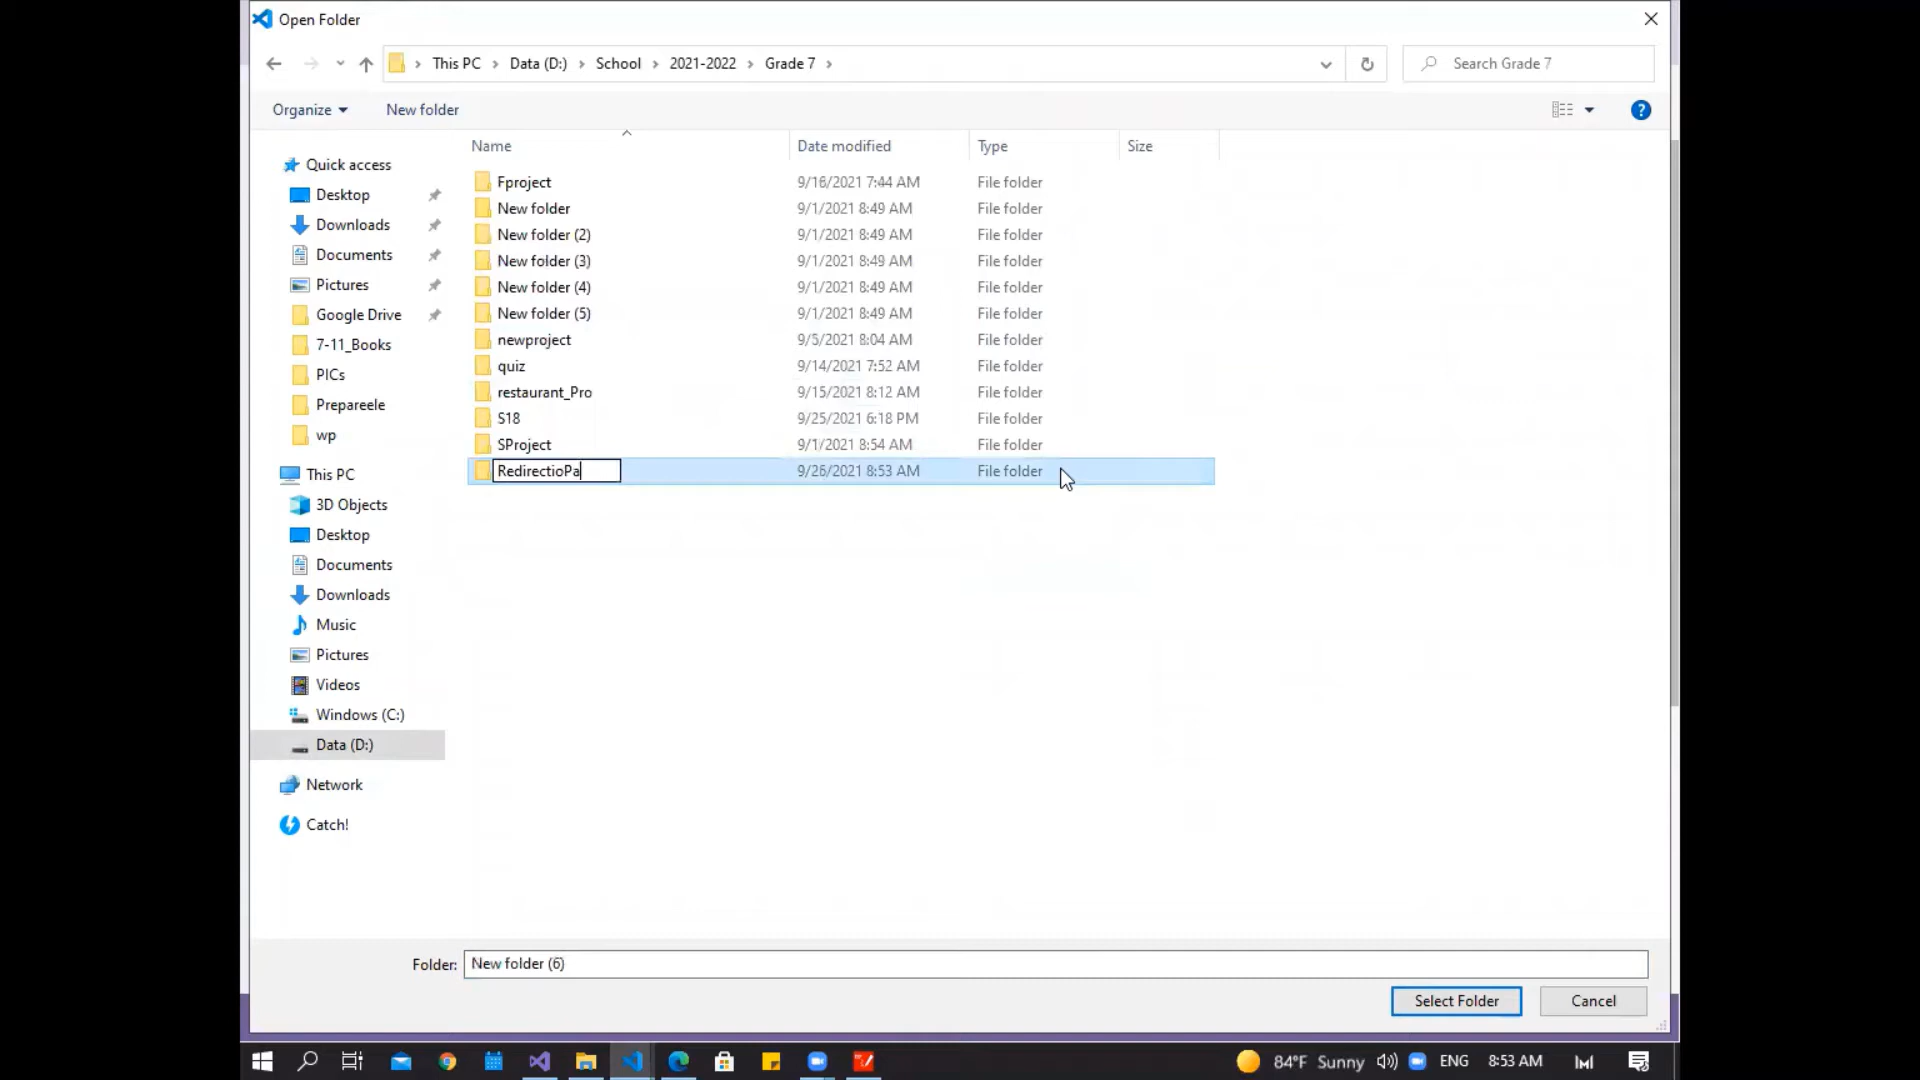 Open Folder
This PC > Data (D:) > School > 2021-2022 > Grade 7 >
Search Grade 7
Organize
New folder
Name Date modified Type Size
Quick access
Desktop
Downloads
Documents
Pictures
Google Drive
7-11_Books
PICs
Prepareele
wp
This PC
3D Objects
Desktop
Documents
Downloads
Music
Pictures
Videos
Windows (C:)
Data (D:)
Network
Catch!
Fproject 9/16/2021 7:44 AM File folder
New folder 9/1/2021 8:49 AM File folder
New folder (2) 9/1/2021 8:49 AM File folder
New folder (3) 9/1/2021 8:49 AM File folder
New folder (4) 9/1/2021 8:49 AM File folder
New folder (5) 9/1/2021 8:49 AM File folder
newproject 9/5/2021 8:04 AM File folder
quiz 9/14/2021 7:52 AM File folder
restaurant_Pro 9/15/2021 8:12 AM File folder
S18 9/25/2021 6:18 PM File folder
SProject 9/1/2021 8:54 AM File folder
RedirectioPa 9/26/2021 8:53 AM File folder
Folder: New folder (6)
Select Folder
Cancel
84°F Sunny ENG 8:53 AM